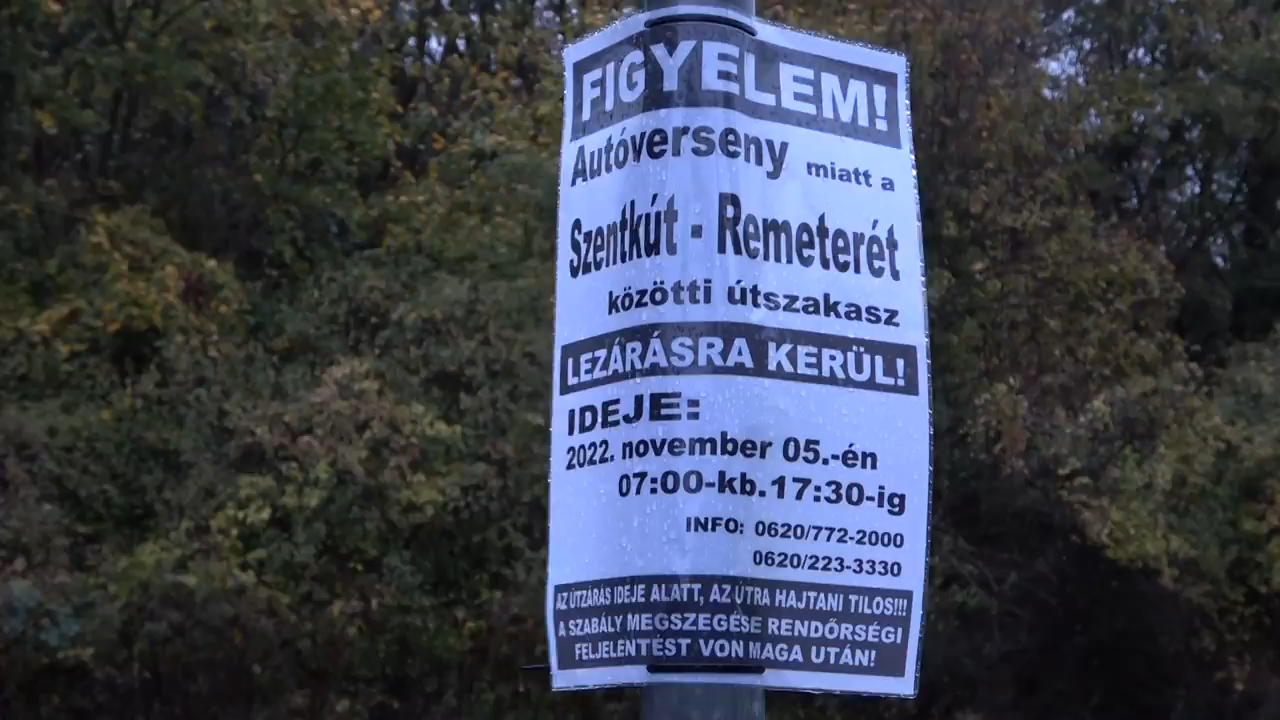 FIGYELEM!
Autóverseny miatt a
Szentkút - Remeterét
közötti útszakasz
LEZÁRÁSRA KERÜL!
IDEJE:
2022. november 05.-én
07:00-kb.17:30-ig
INFO: 0620/772-2000
0620/223-3330
AZ ÚTZÁRÁS IDEJE ALATT, AZ ÚTRA HAJTANI TILOS!!!
A SZABÁLY MEGSZEGÉSE RENDŐRSÉGI
FELJELENTÉST VON MAGA UTÁN!